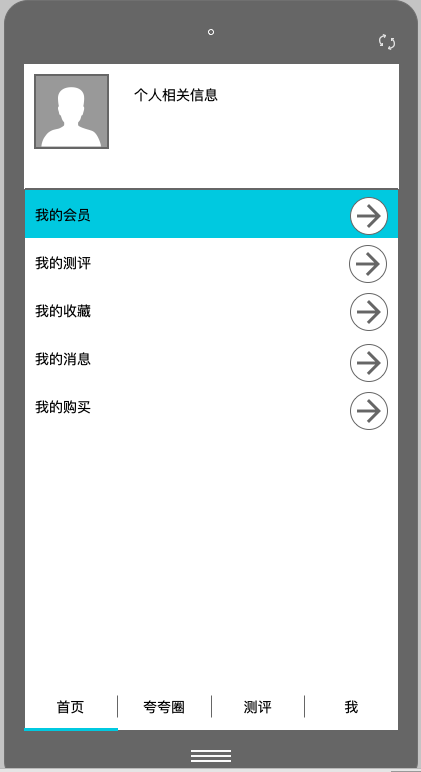 个人相关信息
我的会员
我的测评
我的收藏
我的消息
我的购买
首页 夸夸圈 测评 我